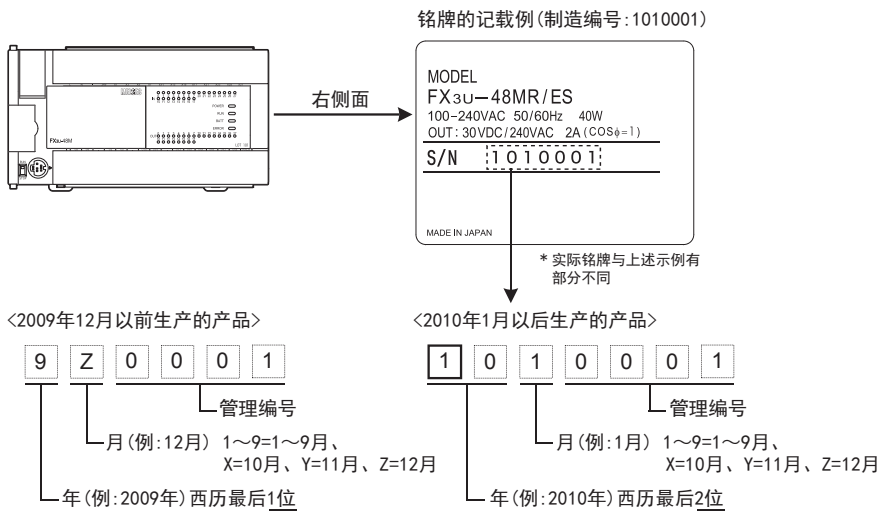 铭牌的记载例(制造编号:1010001)
右侧面
MODEL
FX3U-48MR/ES
100-240VAC 50/60Hz 40W
OUT:30VDC/240VAC 2A(COSφ=1)
S/N 1010001
MADE IN JAPAN
POWER
RUN
BATT
ERROR
FX3U-48M
*实际铭牌与上述示例有
部分不同
<2009年12月以前生产的产品>
9 Z 0 0 0 1
管理编号
月(例:12月) 1~9=1~9月、
X=10月、Y=11月、Z=12月
年(例:2009年)西历最后1位
<2010年1月以后生产的产品>
1 0 1 0 0 0 1
管理编号
月(例:1月) 1~9=1~9月、
X=10月、Y=11月、Z=12月
年(例:2010年)西历最后2位